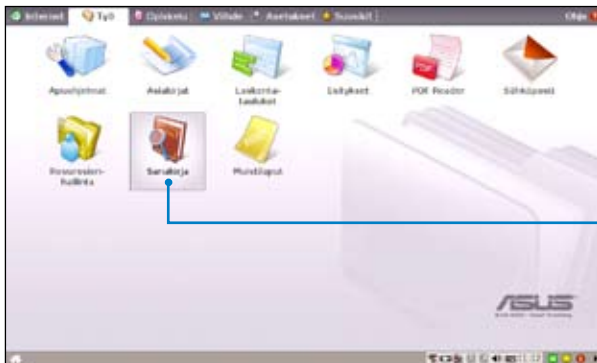 Internet Työ Opiskelu Viihde Asetukset Suosikit Ohje
Apuohjelmat Asiakirjat Laskenta- Esitykset PDF Reader Sähköposti
taulukot
Resurssien- Sanakirja Muistilaput
hallinta
PDF
ASUS